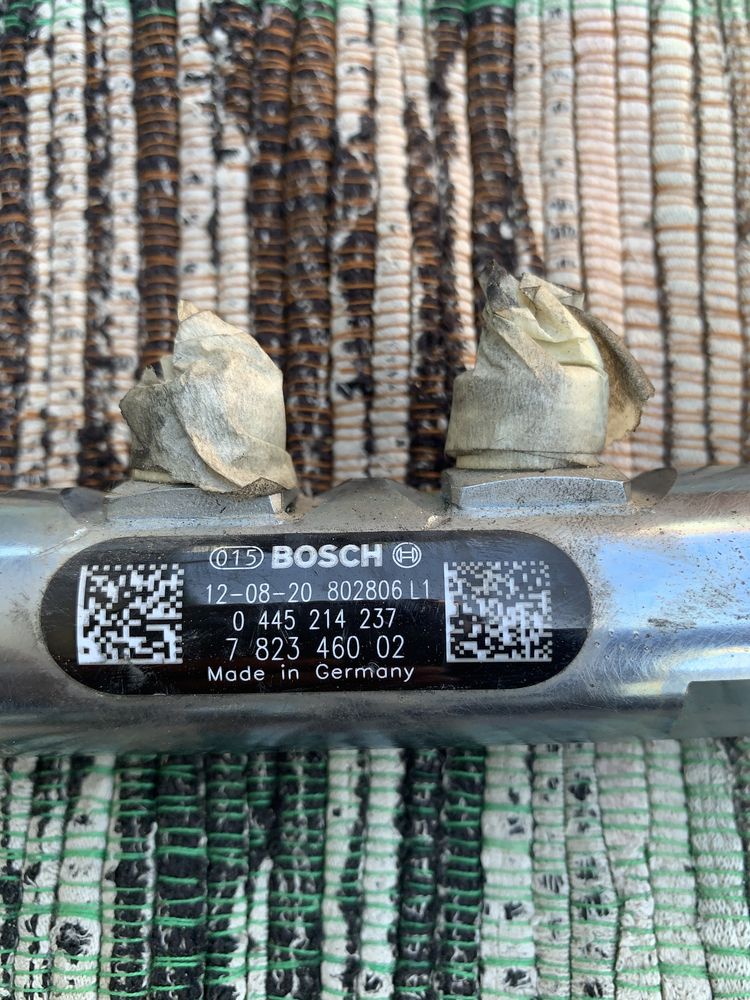 015 BOSCH
12-08-20 802806 L1
0 445 214 237
7 823 460 02
Made in Germany